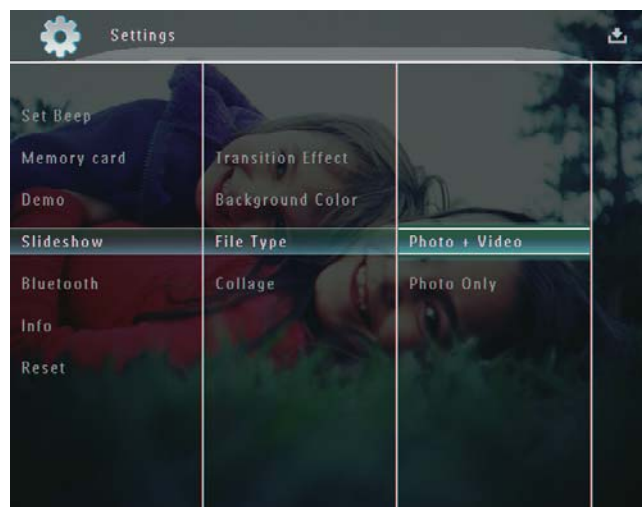 Settings
Set Beep
Memory card
Demo
Slideshow
Bluetooth
Info
Reset
Transition Effect
Background Color
File Type
Collage
Photo + Video
Photo Only